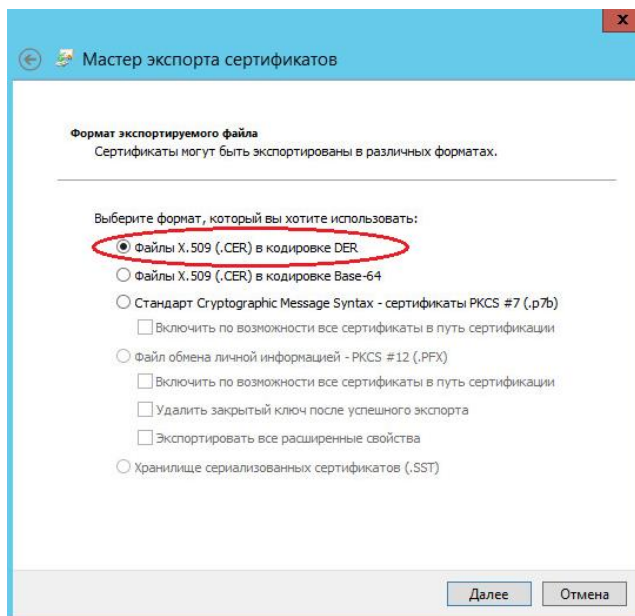 x
Мастер экспорта сертификатов
Формат экспортируемого файла
Сертификаты могут быть экспортированы в различных форматах.
Выберите формат, который вы хотите использовать:
Файлы X.509 (.CER) в кодировке DER
Файлы X.509 (.CER) в кодировке Base-64
Стандарт Cryptographic Message Syntax - сертификаты PKCS #7 (.p7b)
Включить по возможности все сертификаты в путь сертификации
Файл обмена личной информацией - PKCS #12 (.PFX)
Включить по возможности все сертификаты в путь сертификации
Удалить закрытый ключ после успешного экспорта
Экспортировать все расширенные свойства
Хранилище сериализованных сертификатов (.SST)
Далее Отмена